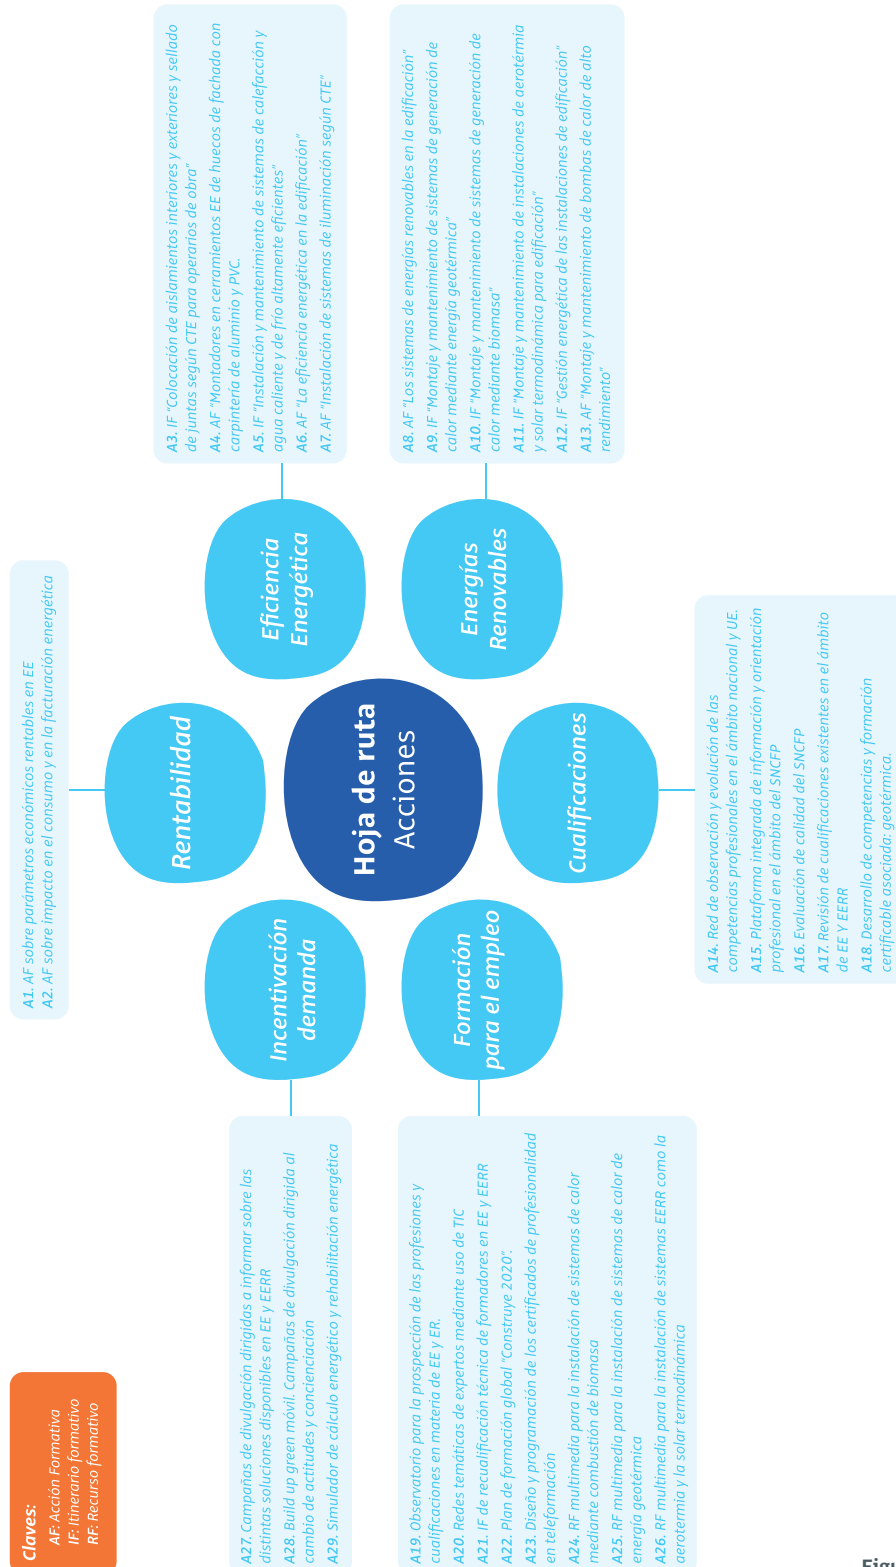 Claves:
AF: Acción Formativa
IF: Itinerario formativo
RF: Recurso formativo
A1. AF sobre parámetros económicos rentables en EE
A2. AF sobre impacto en el consumo y en la facturación energética
Rentabilidad
Incentivación
demanda
Eficiencia
Energética
Hoja de ruta
Acciones
Formación
para el empleo
Energías
Renovables
Cualificaciones
A27. Campañas de divulgación dirigidas a informar sobre las
distintas soluciones disponibles en EE y EERR
A28. Build up green móvil. Campañas de divulgación dirigida al
cambio de actitudes y concienciación
A29. Simulador de cálculo energético y rehabilitación energética
A3. IF “Colocación de aislamientos interiores y exteriores y sellado
de juntas según CTE para operarios de obra”
A4. AF “Montadores en cerramientos EE de huecos de fachada con
carpintería de aluminio y PVC.
A5. IF “Instalación y mantenimiento de sistemas de calefacción y
agua caliente y de frío altamente eficientes”
A6. AF “La eficiencia energética en la edificación”
A7. AF “Instalación de sistemas de iluminación según CTE”
A19. Observatorio para la prospección de las profesiones y
cualificaciones en materia de EE y ER.
A20. Redes temáticas de expertos mediante uso de TIC
A21. IF de recualificación técnica de formadores en EE y EERR
A22. Plan de formación global “Construye 2020”.
A23. Diseño y programación de los certificados de profesionalidad
en teleformación
A24. RF multimedia para la instalación de sistemas de calor
mediante combustión de biomasa
A25. RF multimedia para la instalación de sistemas de calor de
energía geotérmica
A26. RF multimedia para la instalación de sistemas EERR como la
aerotermia y la solar termodinámica
A8. AF “Los sistemas de energías renovables en la edificación”
A9. IF “Montaje y mantenimiento de sistemas de generación de
calor mediante energía geotérmica”
A10. IF “Montaje y mantenimiento de sistemas de generación de
calor mediante biomasa”
A11. IF “Montaje y mantenimiento de instalaciones de aerotérmia
y solar termodinámica para edificación”
A12. IF “Gestión energética de las instalaciones de edificación”
A13. AF “Montaje y mantenimiento de bombas de calor de alto
rendimiento”
A14. Red de observación y evolución de las
competencias profesionales en el ámbito nacional y UE.
A15. Plataforma integrada de información y orientación
profesional en el ámbito del SNCFP
A16. Evaluación de calidad del SNCFP
A17. Revisión de cualificaciones existentes en el ámbito
de EE Y EERR
A18. Desarrollo de competencias y formación
certificable asociada: geotérmica.